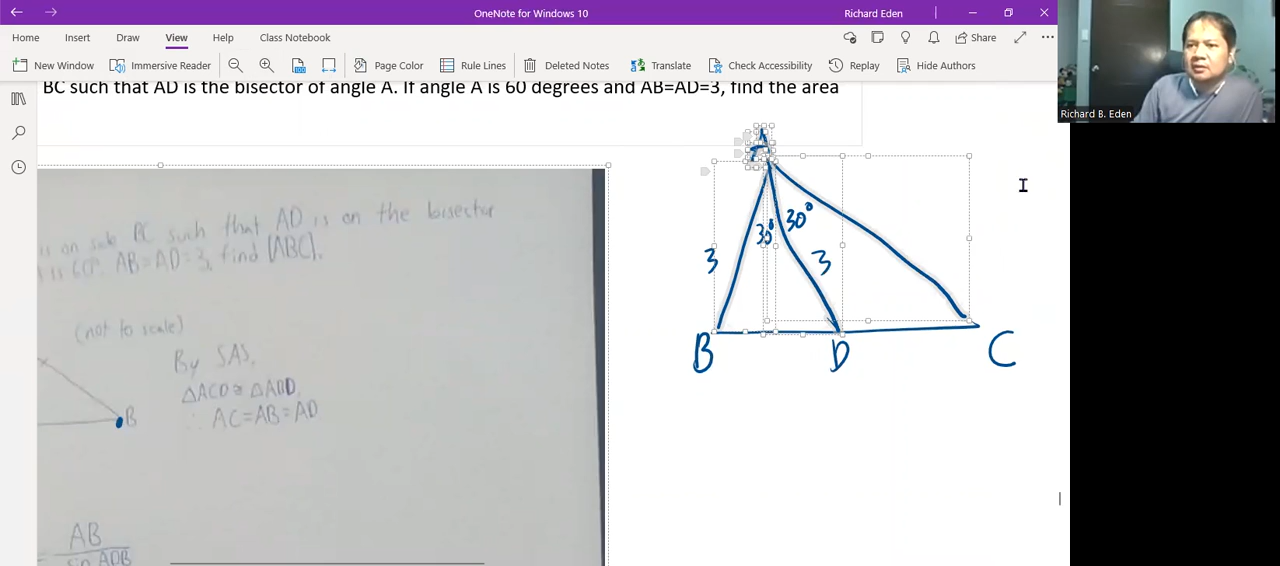 OneNote for Windows 10
Richard Eden
Home Insert Draw View Help Class Notebook
Share
New Window Immersive Reader Page Color Rule Lines Deleted Notes Translate Check Accessibility Replay Hide Authors
BC such that AD is the bisector of angle A. If angle A is 60 degrees and AB=AD=3, find the area
Richard B. Eden
is on side BC such that AD is on the bisector
is 60°. AB=AD=3, find [ABC].
(not to scale)
By SAS,
△ACD≅△ABD,
∴ AC=AB=AD
B
AB
sin ADB
A
30° 30°
3 3
B D C